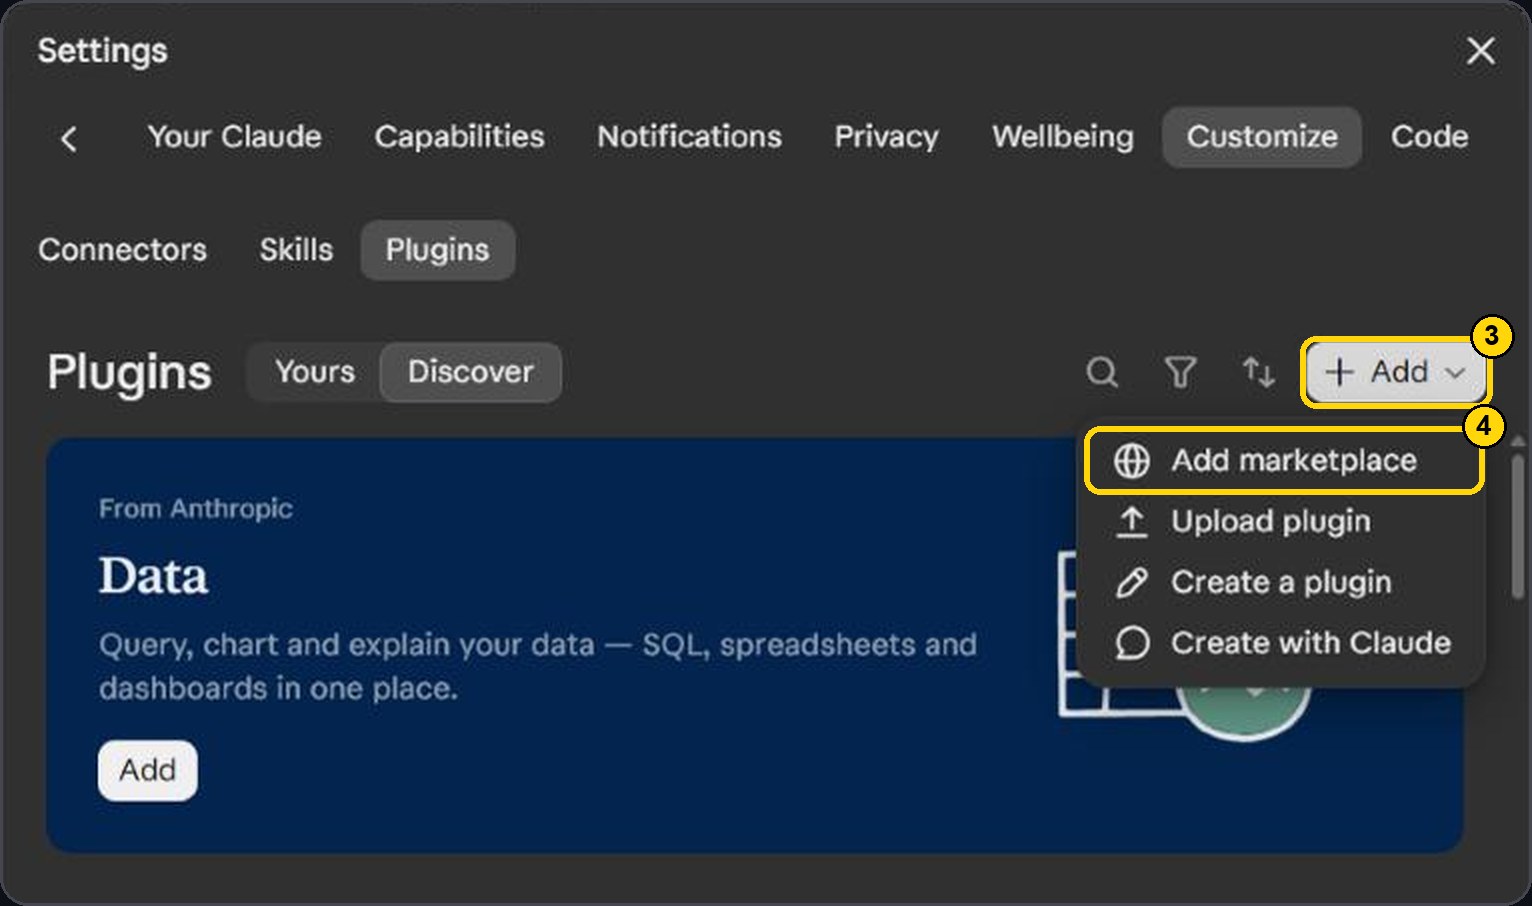 Settings
Your Claude
Capabilities
Notifications
Privacy
Wellbeing
Customize
Code
Connectors
Skills
Plugins
Plugins
Yours
Discover
+ Add
3
4
Add marketplace
Upload plugin
Create a plugin
Create with Claude
From Anthropic
Data
Query, chart and explain your data — SQL, spreadsheets and
dashboards in one place.
Add